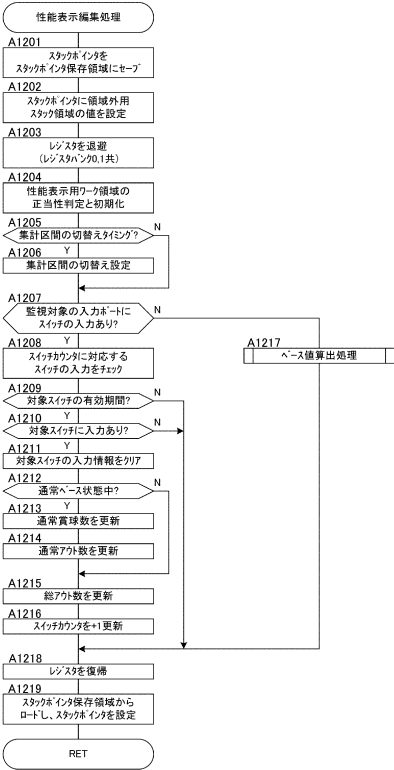 性能表示編集処理
A1201
スタックポインタを
スタックポインタ保存領域にセーブ
A1202
スタックポインタに領域外用
スタック領域の値を設定
A1203
レジスタを退避
(レジスタバンク0,1共)
A1204
性能表示用ワーク領域の
正当性判定と初期化
A1205
集計区間の切替えタイミング?
N
Y
A1206
集計区間の切替え設定
A1207
監視対象の入力ポートに
スイッチの入力あり?
N
Y
A1208
スイッチカウンタに対応する
スイッチの入力をチェック
A1217
ベース値算出処理
A1209
対象スイッチの有効期間?
N
Y
A1210
対象スイッチに入力あり?
N
Y
A1211
対象スイッチの入力情報をクリア
A1212
通常ベース状態中?
N
Y
A1213
通常賞球数を更新
A1214
通常アウト数を更新
A1215
総アウト数を更新
A1216
スイッチカウンタを+1更新
A1218
レジスタを復帰
A1219
スタックポインタ保存領域から
ロードし、スタックポインタを設定
RET